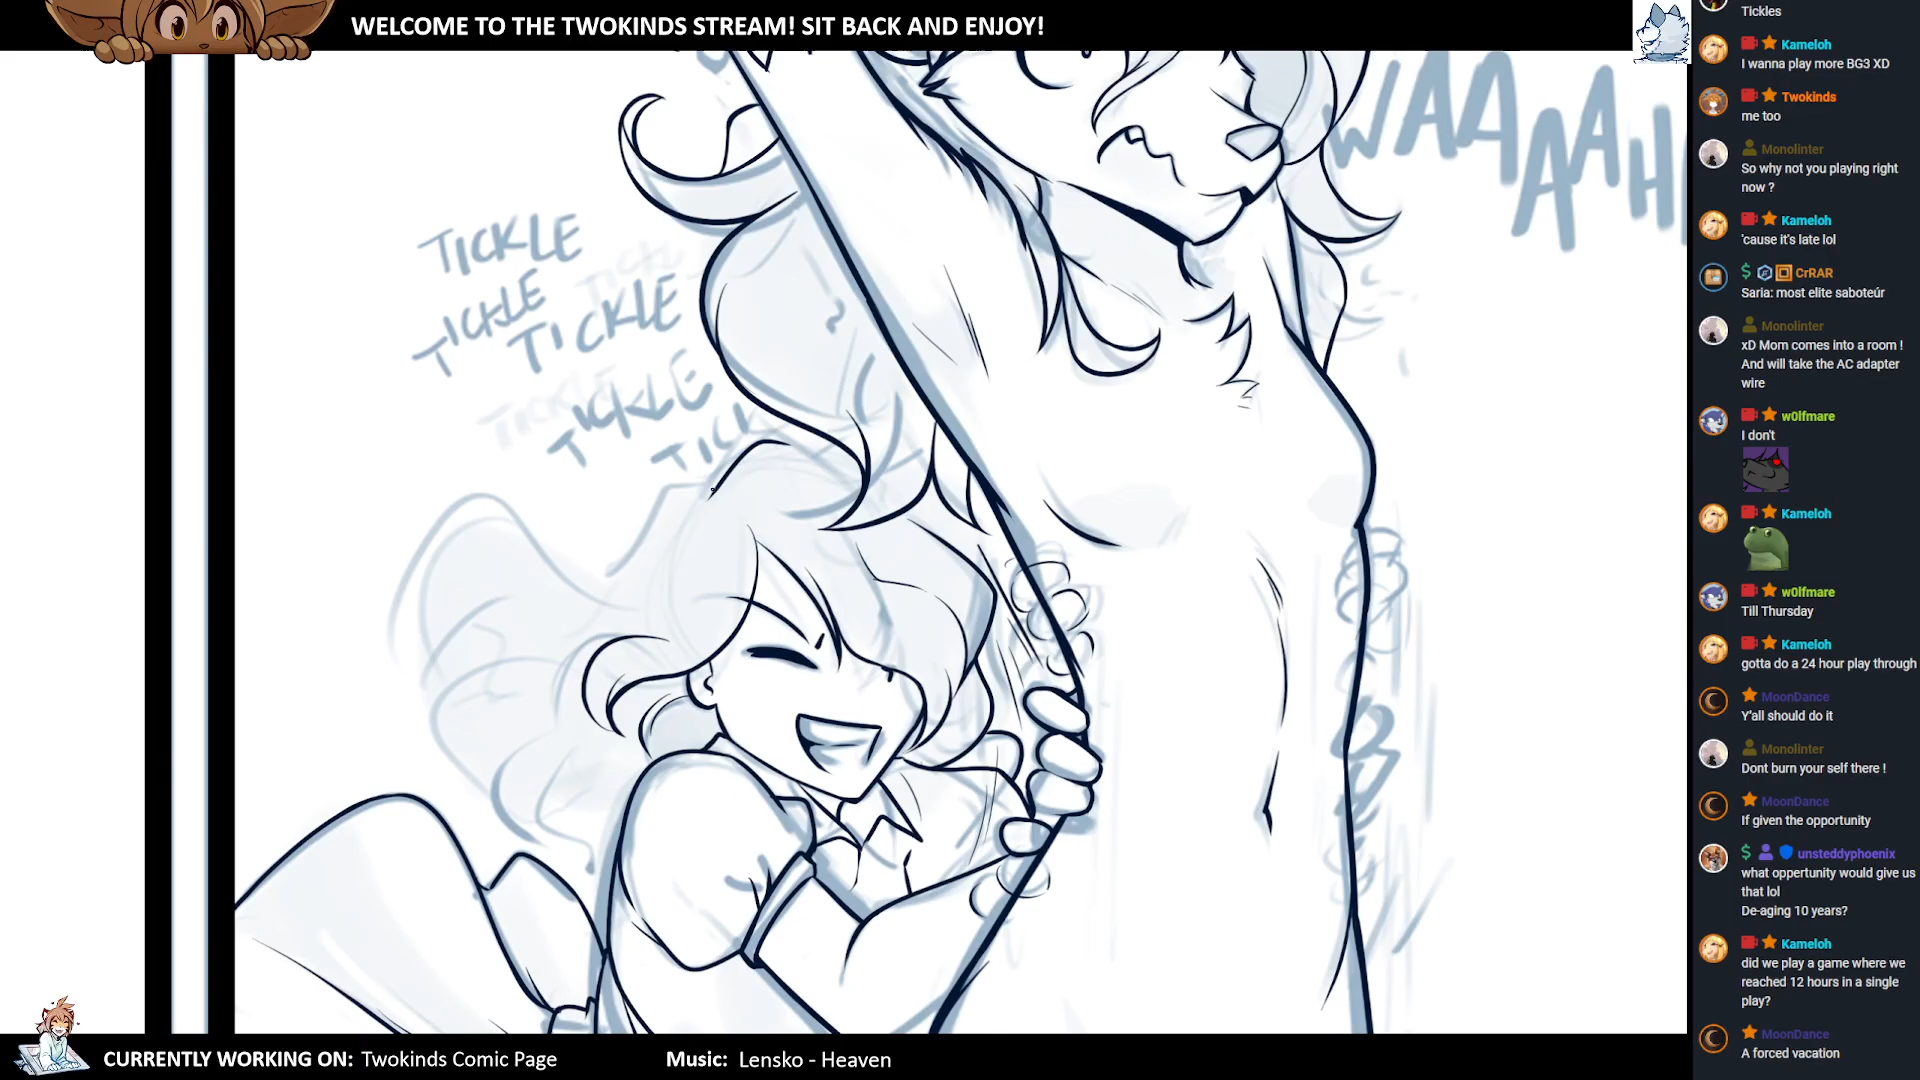 WELCOME TO THE TWOKINDS STREAM! SIT BACK AND ENJOY!
WAAAAAH
TICKLE
TICKLE
TICKLE
TICKLE
TICKLE
TICKLE
TICK
Tickles
Kameloh
I wanna play more BG3 XD
Twokinds
me too
Monolinter
So why not you playing right
now ?
Kameloh
'cause it's late lol
CrRAR
Saria: most elite saboteúr
Monolinter
xD Mom comes into a room !
And will take the AC adapter
wire
w0lfmare
I don't
Kameloh
w0lfmare
Till Thursday
Kameloh
gotta do a 24 hour play through
MoonDance
Y'all should do it
Monolinter
Dont burn your self there !
MoonDance
If given the opportunity
unsteddyphoenix
what oppertunity would give us
that lol
De-aging 10 years?
Kameloh
did we play a game where we
reached 12 hours in a single
play?
MoonDance
A forced vacation
CURRENTLY WORKING ON: Twokinds Comic Page
Music: Lensko - Heaven